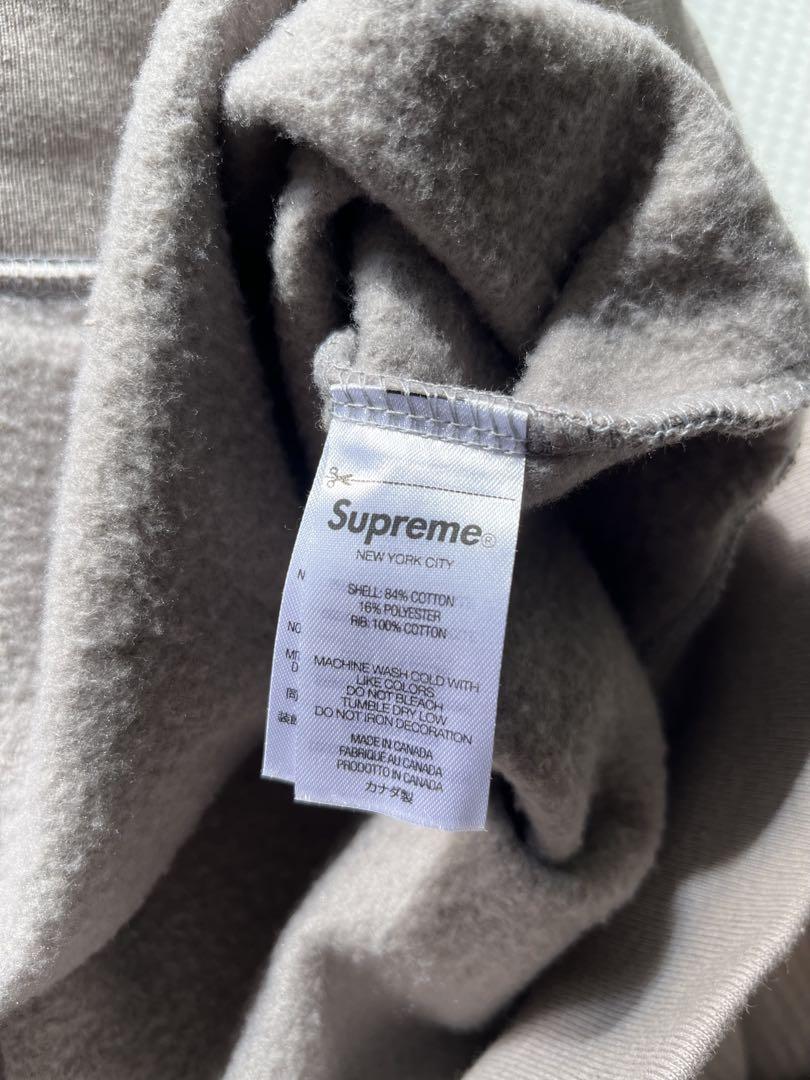 Supreme®
NEW YORK CITY
SHELL: 84% COTTON
16% POLYESTER
RIB: 100% COTTON
MACHINE WASH COLD WITH
LIKE COLORS
DO NOT BLEACH
TUMBLE DRY LOW
DO NOT IRON DECORATION
MADE IN CANADA
FABRIQUÉ AU CANADA
PRODOTTO IN CANADA
カナダ製